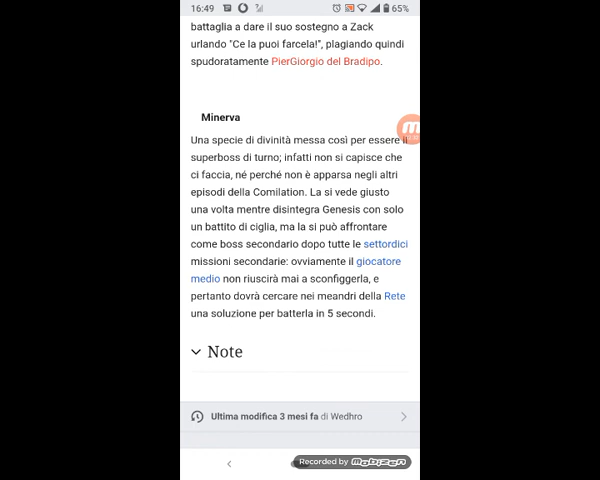 16:49 65%
battaglia a dare il suo sostegno a Zack
urlando "Ce la puoi farcela!", plagiando quindi
spudoratamente PierGiorgio del Bradipo.
Minerva
Una specie di divinità messa così per essere il
superboss di turno; infatti non si capisce che
ci faccia, né perché non è apparsa negli altri
episodi della Comilation. La si vede giusto
una volta mentre disintegra Genesis con solo
un battito di ciglia, ma la si può affrontare
come boss secondario dopo tutte le settordici
missioni secondarie: ovviamente il giocatore
medio non riuscirà mai a sconfiggerla, e
pertanto dovrà cercare nei meandri della Rete
una soluzione per batterla in 5 secondi.
Note
Ultima modifica 3 mesi fa di Wedhro
Recorded by mobizen